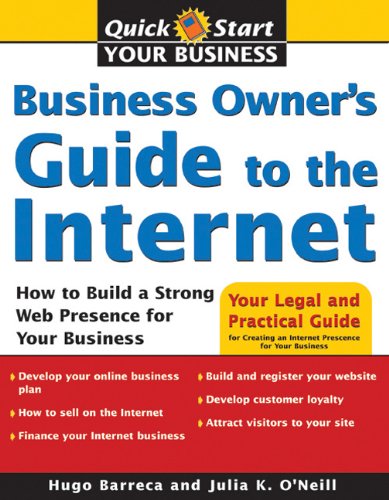 Quick Start
YOUR BUSINESS
Business Owner's
Guide to the
Internet
How to Build a Strong
Web Presence for
Your Business
Your Legal and
Practical Guide
for Creating an Internet Prescence
for Your Business
Develop your online business
plan
How to sell on the Internet
Finance your Internet business
Build and register your website
Develop customer loyalty
Attract visitors to your site
Hugo Barreca and Julia K. O'Neill